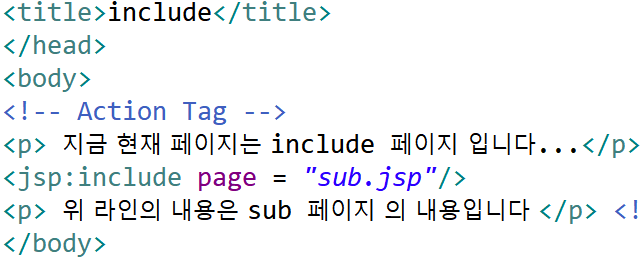 <title>include</title>
</head>
<body>
<!-- Action Tag -->
<p> 지금 현재 페이지는 include 페이지 입니다...</p>
<jsp:include page = "sub.jsp"/>
<p> 위 라인의 내용은 sub 페이지 의 내용입니다 </p> <!
</body>